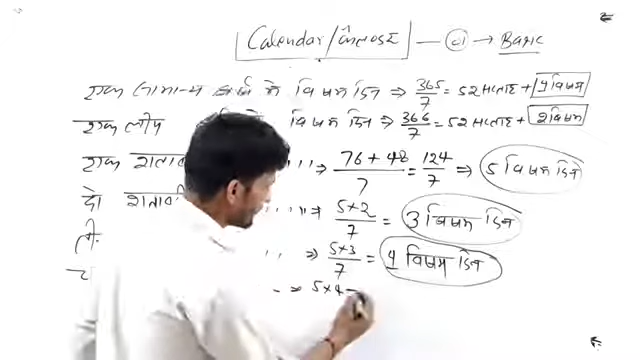 Calendar/कैलेण्डर — 01 → Basic
एक सामान्य वर्ष में विषम दिन ⇒ 365/7 = 52 सप्ताह + 1 विषम
एक लीप विषम दिन ⇒ 366/7 = 52 सप्ताह + 2 विषम
एक शताब्दी ⇒ 76 + 48/7 = 124/7 ⇒ 5 विषम दिन
दो शताब्दी ⇒ 5×2/7 = 3 विषम दिन
⇒ 5×3/7 = 1 विषम दिन
⇒ 5×4